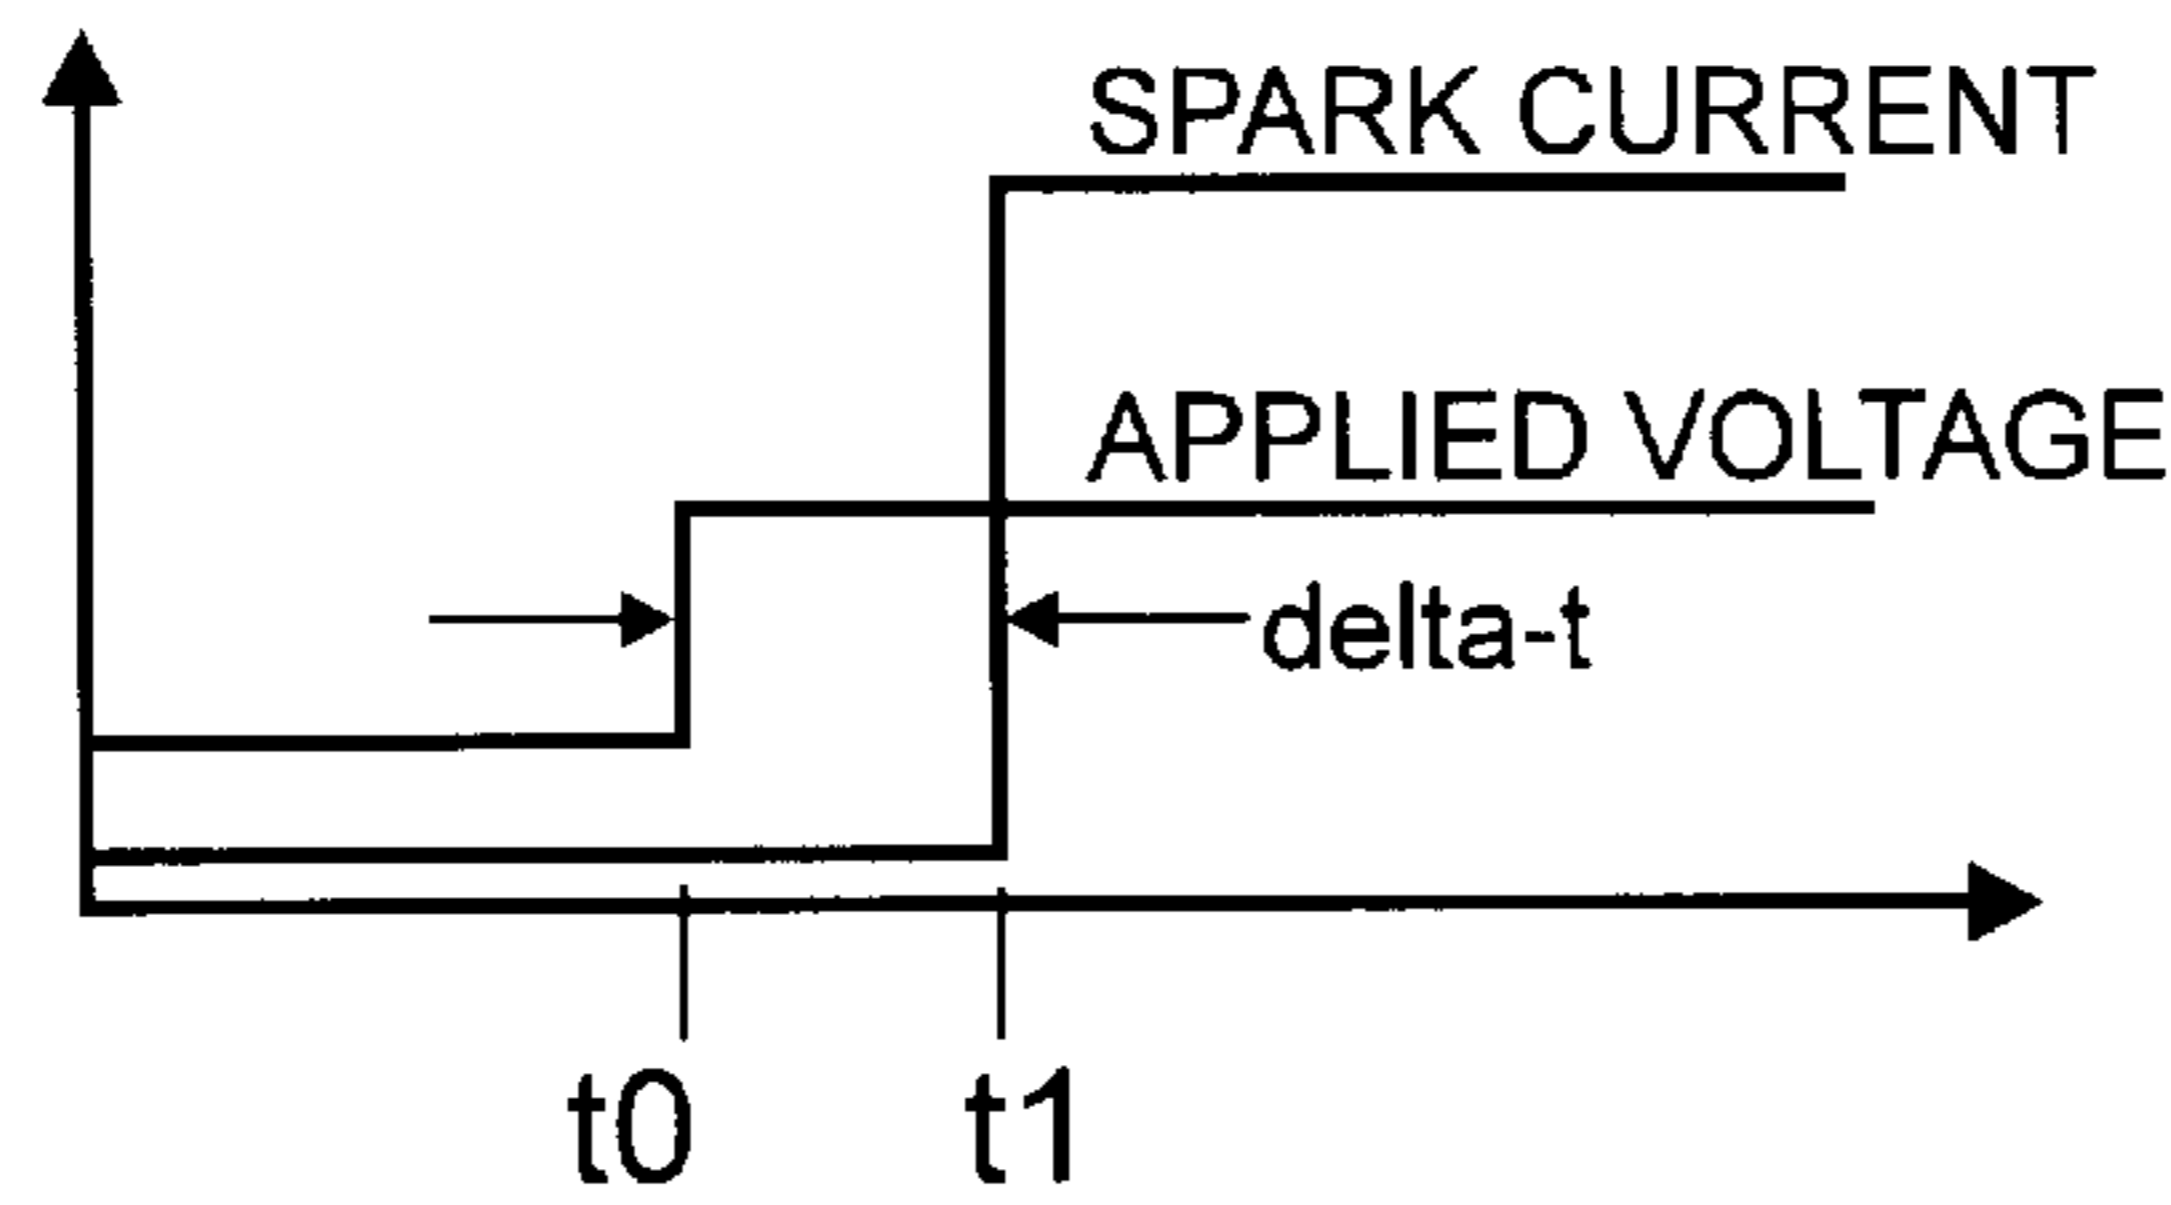 SPARK CURRENT
APPLIED VOLTAGE
delta-t
t0
t1